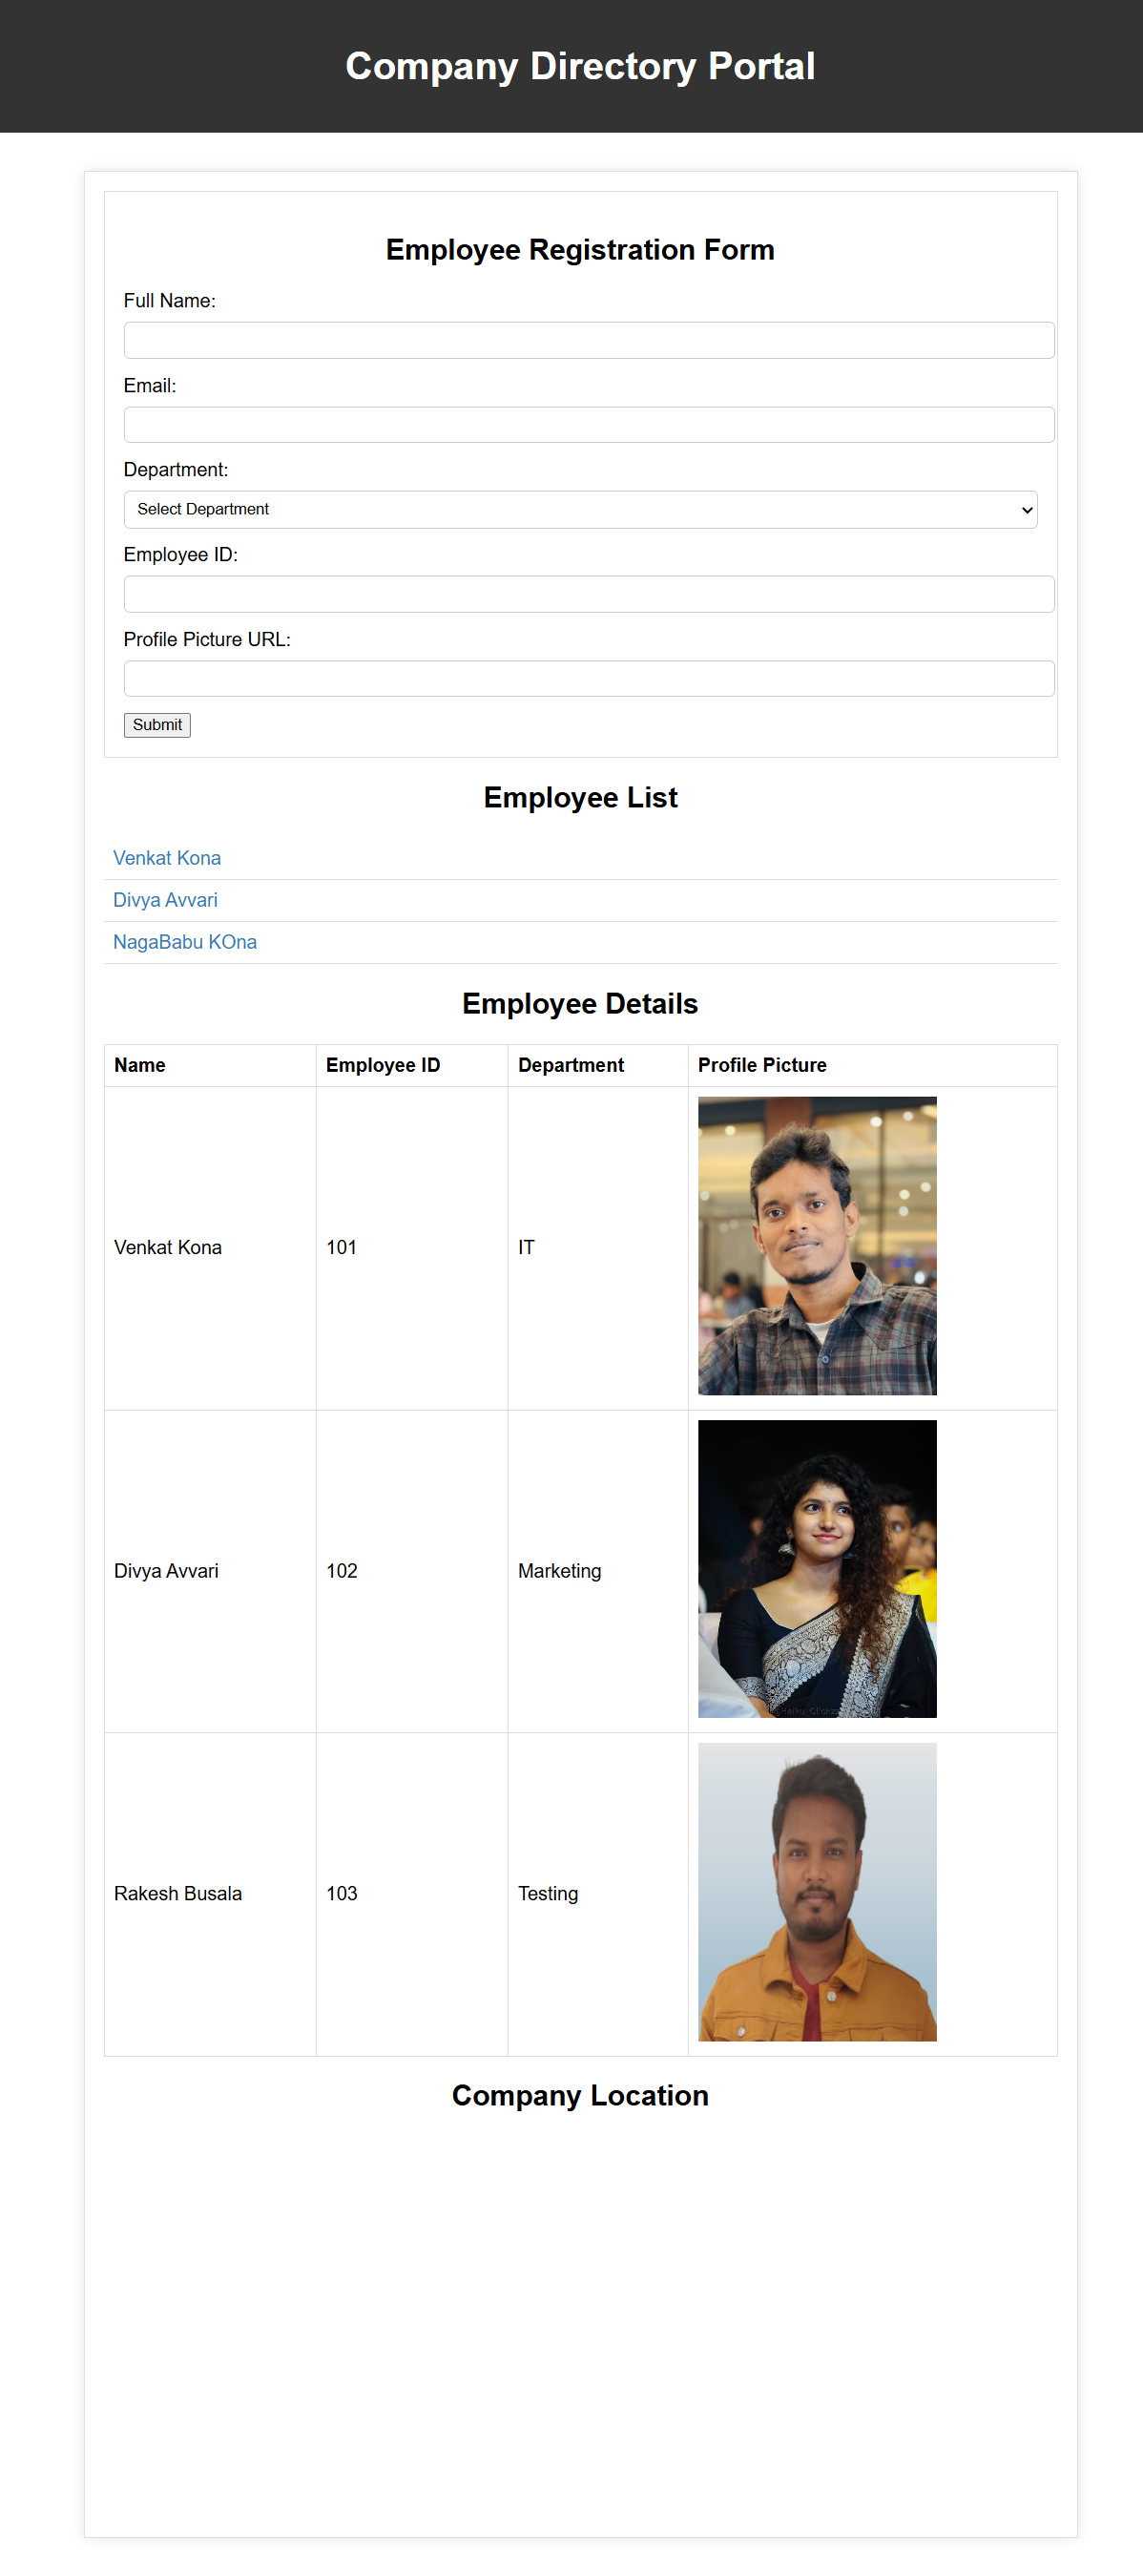 Company Directory Portal
Employee Registration Form
Full Name:
Email:
Department:
Select Department
Employee ID:
Profile Picture URL:
Submit
Employee List
Venkat Kona
Divya Avvari
NagaBabu KOna
Employee Details
Name Employee ID Department Profile Picture
Venkat Kona 101 IT
Divya Avvari 102 Marketing
Rakesh Busala 103 Testing
Company Location